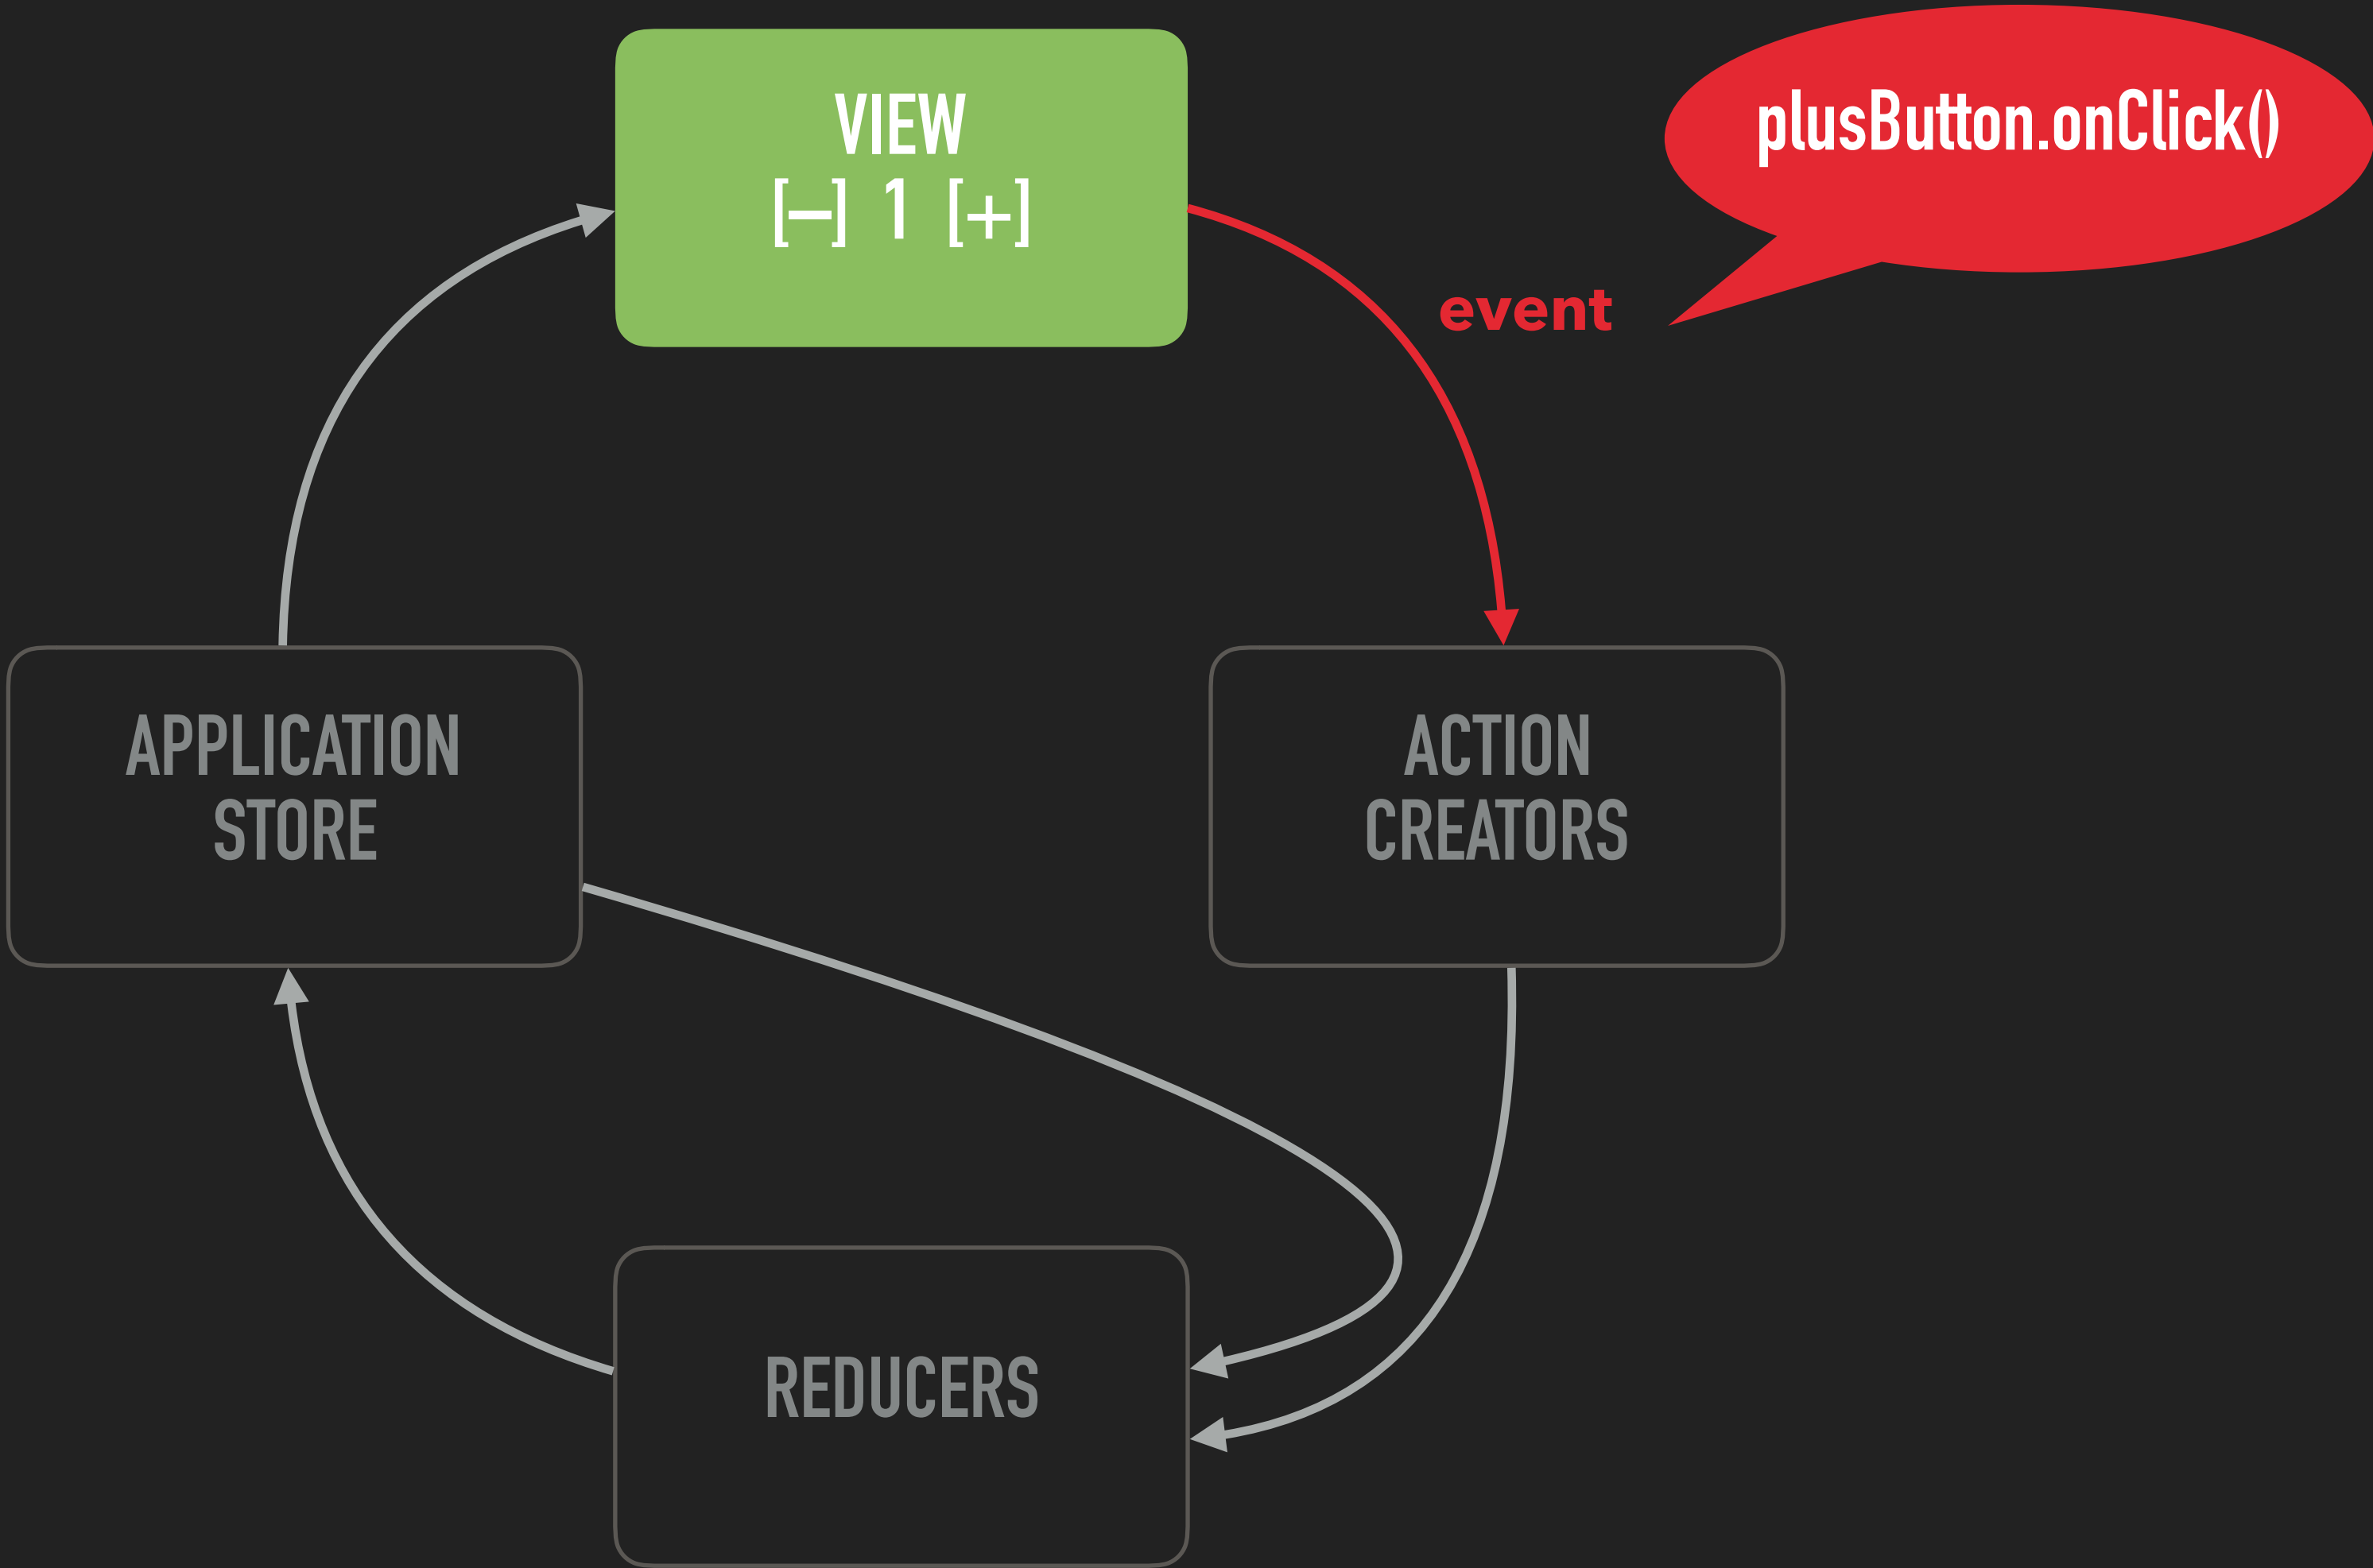 VIEW
[–] 1 [+]
plusButton.onClick()
event
APPLICATION
STORE
ACTION
CREATORS
REDUCERS